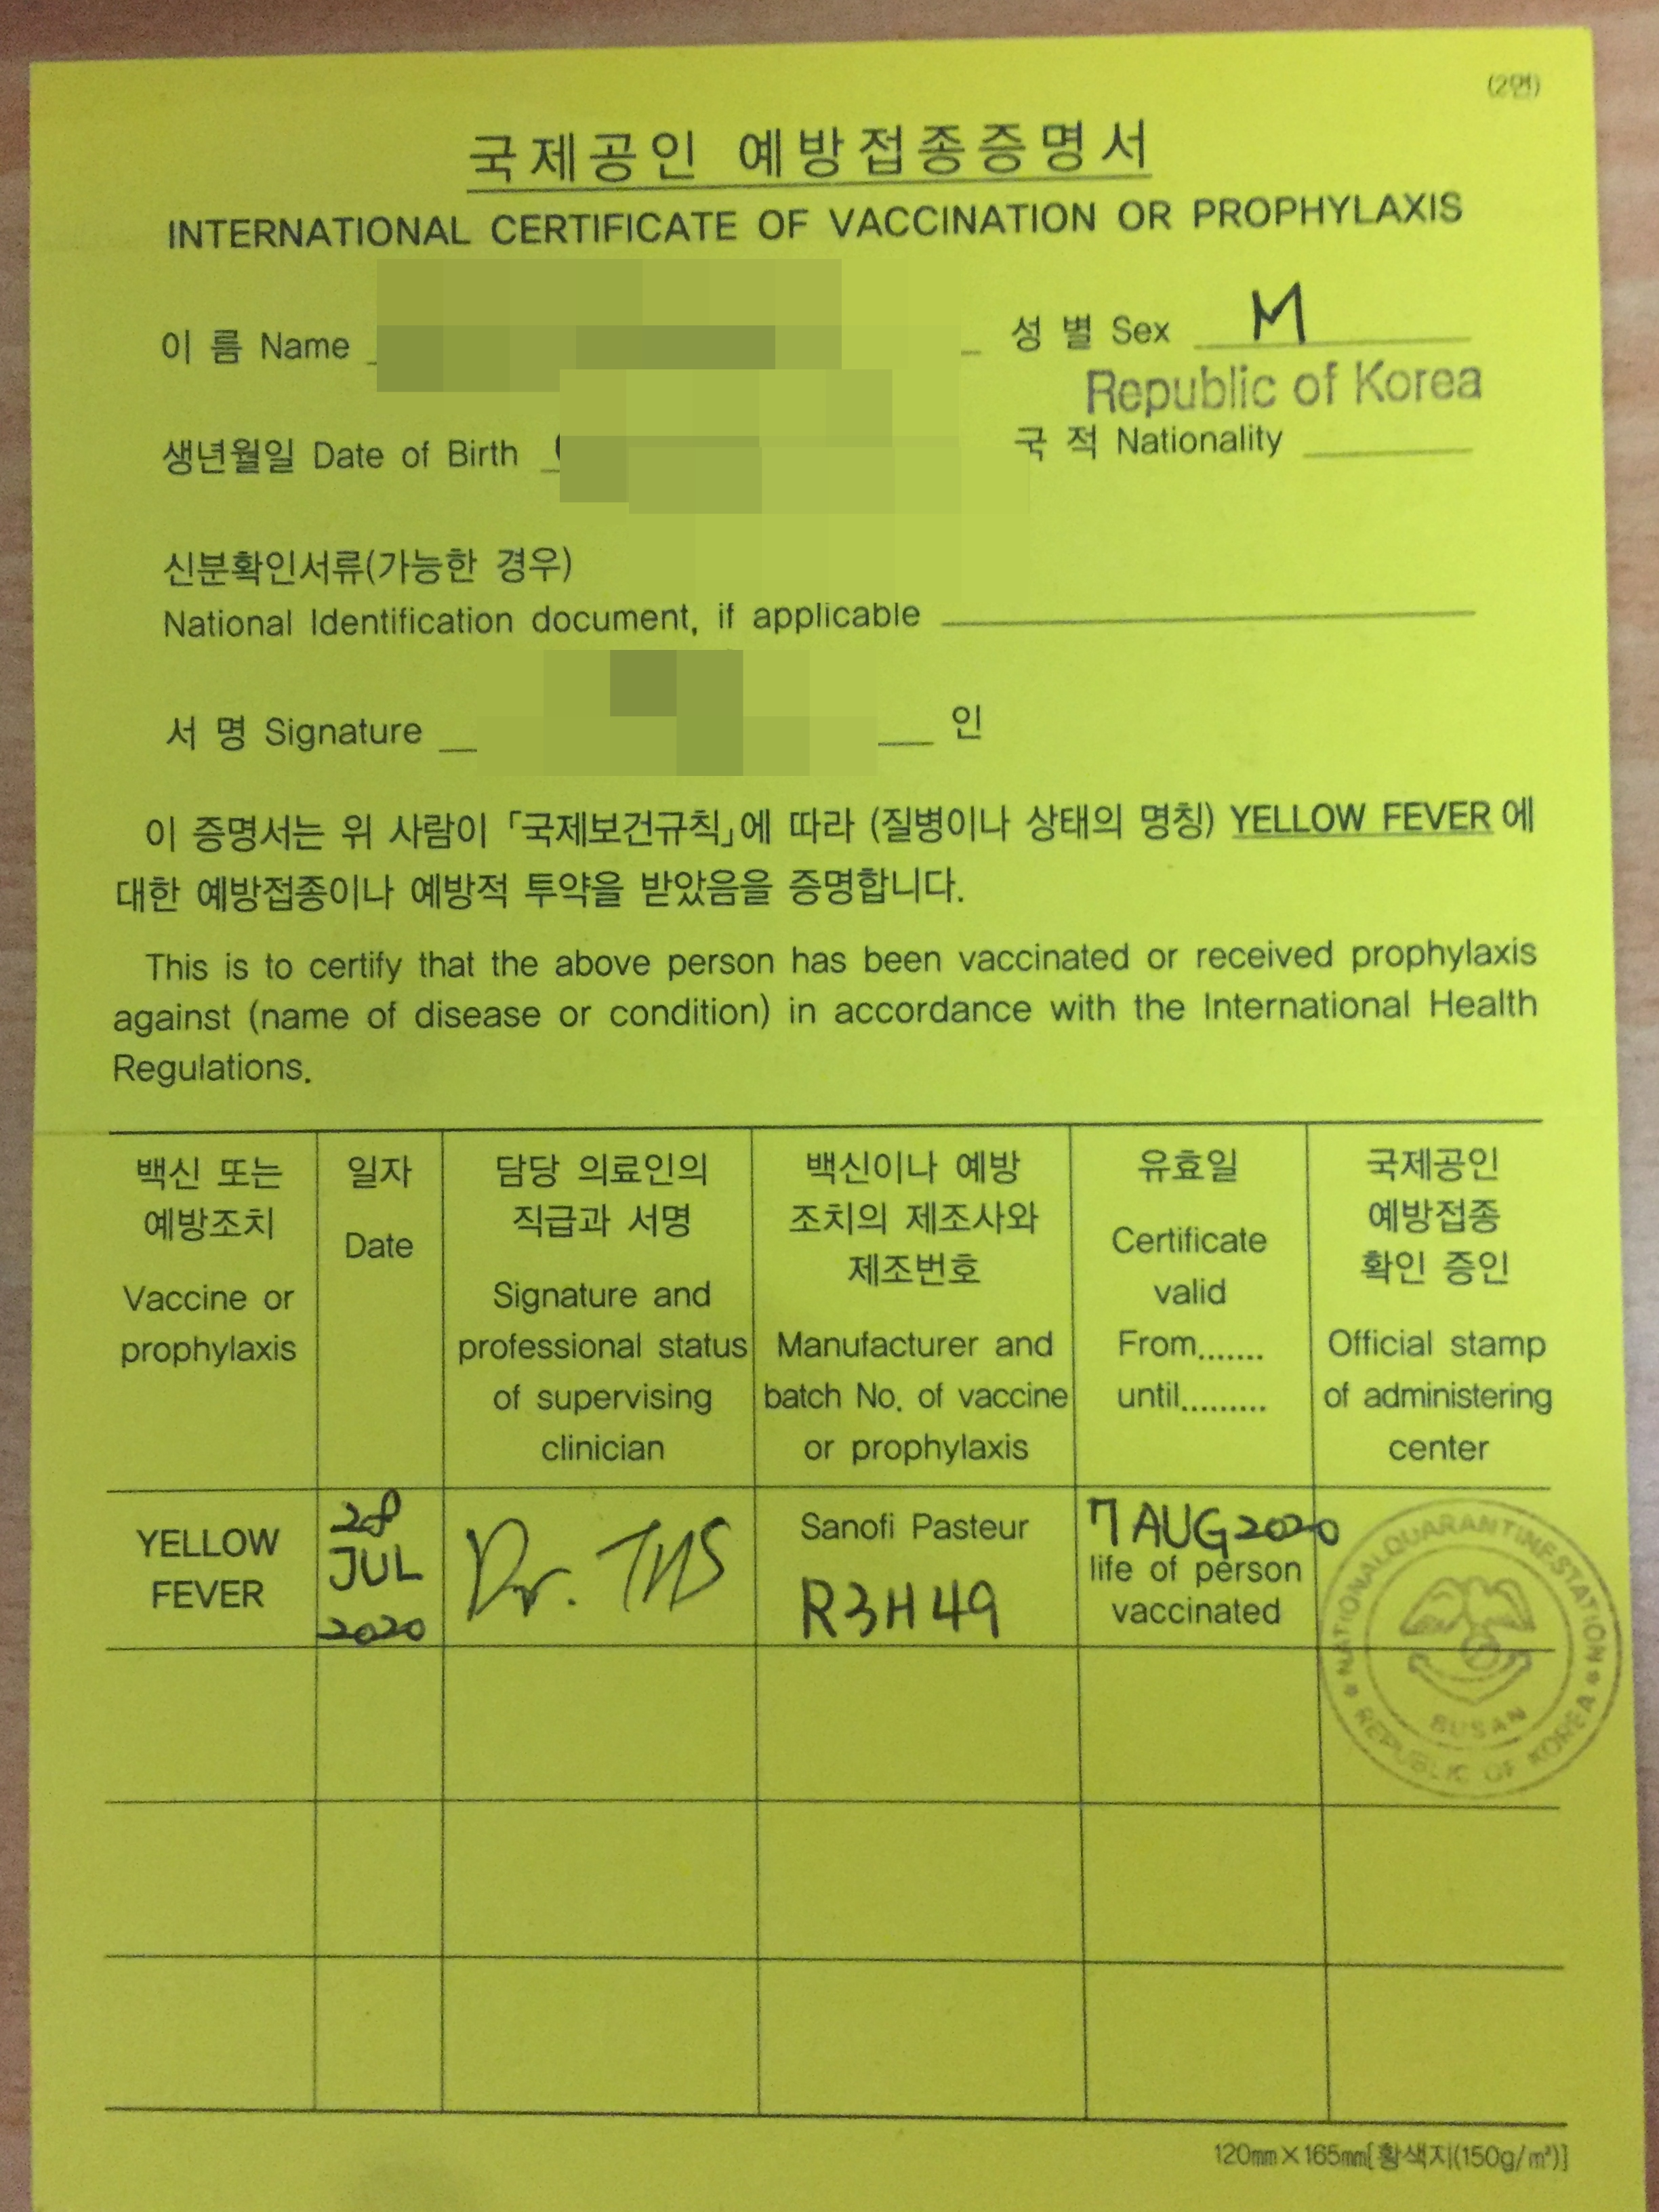 (2면)
국제공인 예방접종증명서
INTERNATIONAL CERTIFICATE OF VACCINATION OR PROPHYLAXIS
이 름 Name
성 별 Sex M
Republic of Korea
생년월일 Date of Birth
국 적 Nationality
신분확인서류(가능한 경우)
National Identification document, if applicable
서 명 Signature 인
이 증명서는 위 사람이 「국제보건규칙」에 따라 (질병이나 상태의 명칭) YELLOW FEVER 에
대한 예방접종이나 예방적 투약을 받았음을 증명합니다.
This is to certify that the above person has been vaccinated or received prophylaxis
against (name of disease or condition) in accordance with the International Health
Regulations.
백신 또는
예방조치
Vaccine or
prophylaxis
일자
Date
담당 의료인의
직급과 서명
Signature and
professional status
of supervising
clinician
백신이나 예방
조치의 제조사와
제조번호
Manufacturer and
batch No. of vaccine
or prophylaxis
유효일
Certificate
valid
From.......
until.........
국제공인
예방접종
확인 증인
Official stamp
of administering
center
YELLOW
FEVER
28
JUL
2020
Dr.
Sanofi Pasteur
R3H49
7 AUG 2020
life of person
vaccinated
NATIONAL QUARANTINE STATION
BUSAN
REPUBLIC OF KOREA
120㎜×165㎜[황색지(150g/㎡)]